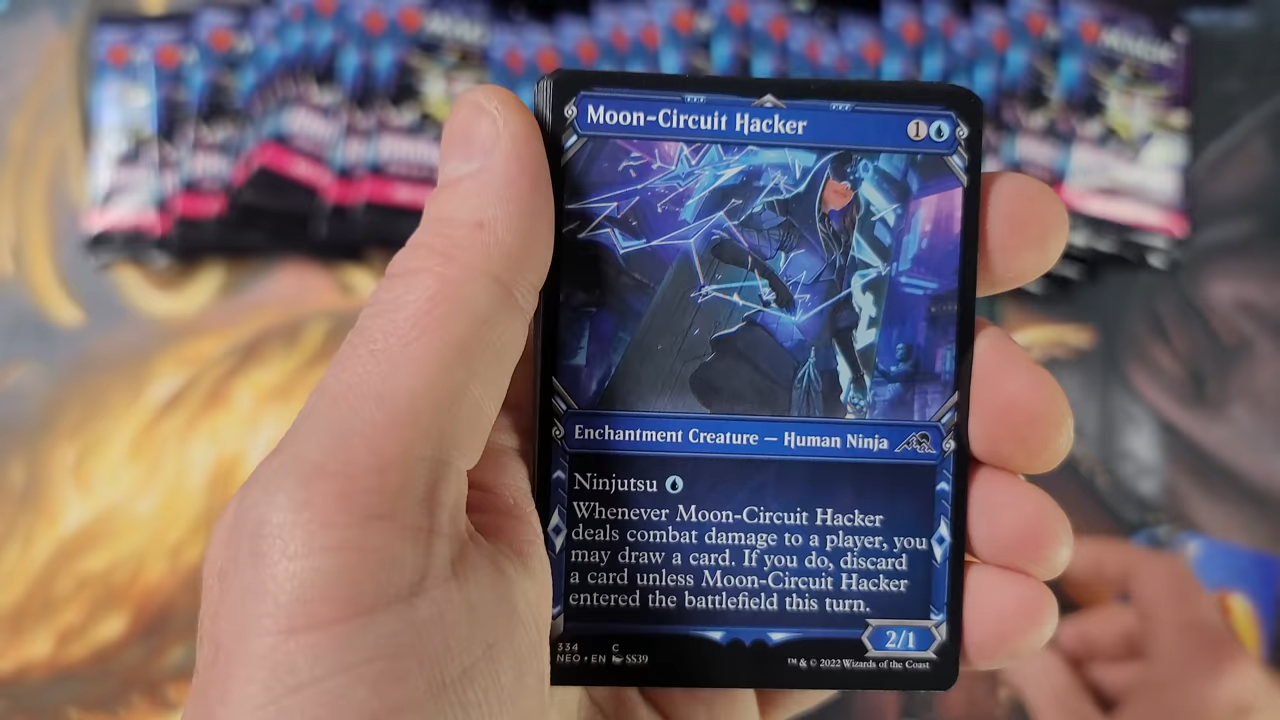 Moon-Circuit Hacker 1
Enchantment Creature — Human Ninja
Ninjutsu
Whenever Moon-Circuit Hacker
deals combat damage to a player, you
may draw a card. If you do, discard
a card unless Moon-Circuit Hacker
entered the battlefield this turn.
2/1
334 C
NEO • EN SS39
™ & © 2022 Wizards of the Coast